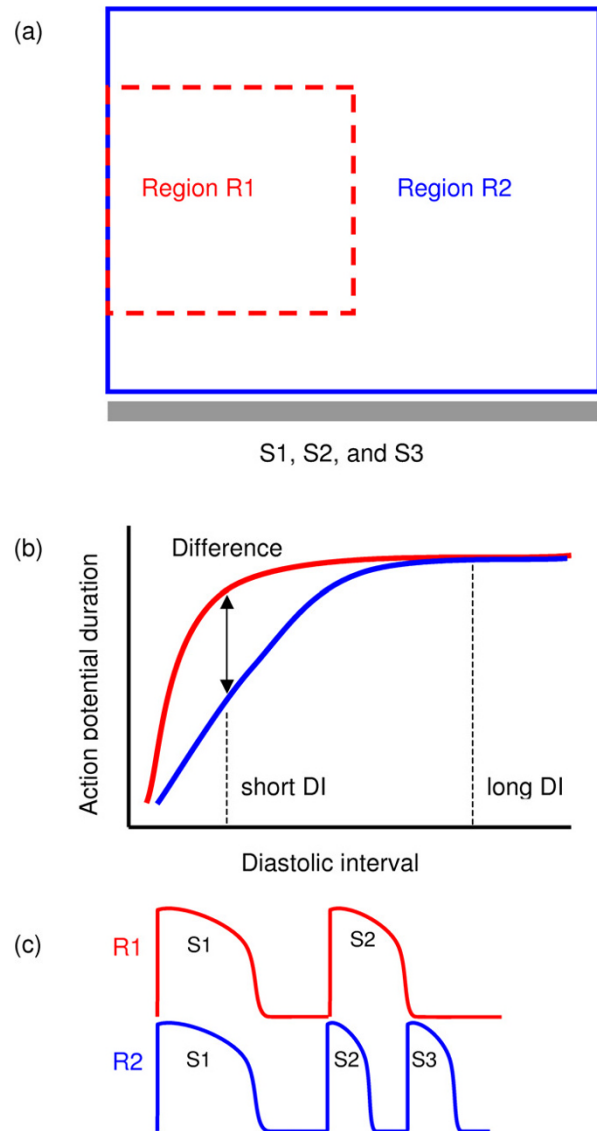 (a)
Region R1 Region R2
S1, S2, and S3
(b)
Difference
Action potential duration
short DI long DI
Diastolic interval
(c)
R1 S1 S2
R2 S1 S2 S3